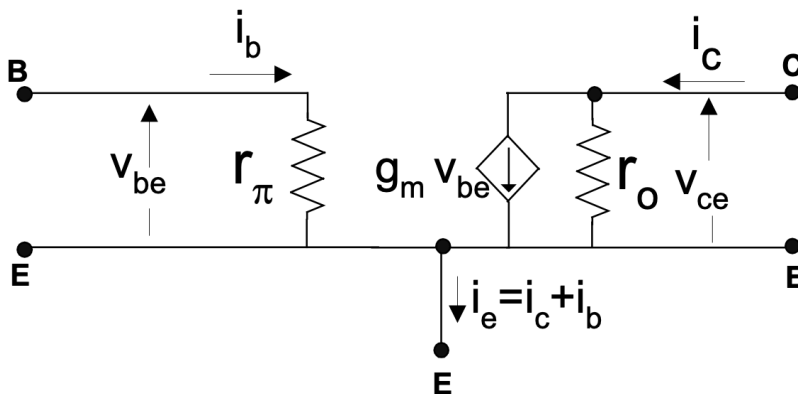 i_b
i_c
B
C
v_be
r_π
g_m v_be
r_o
v_ce
E
E
i_e=i_c+i_b
E